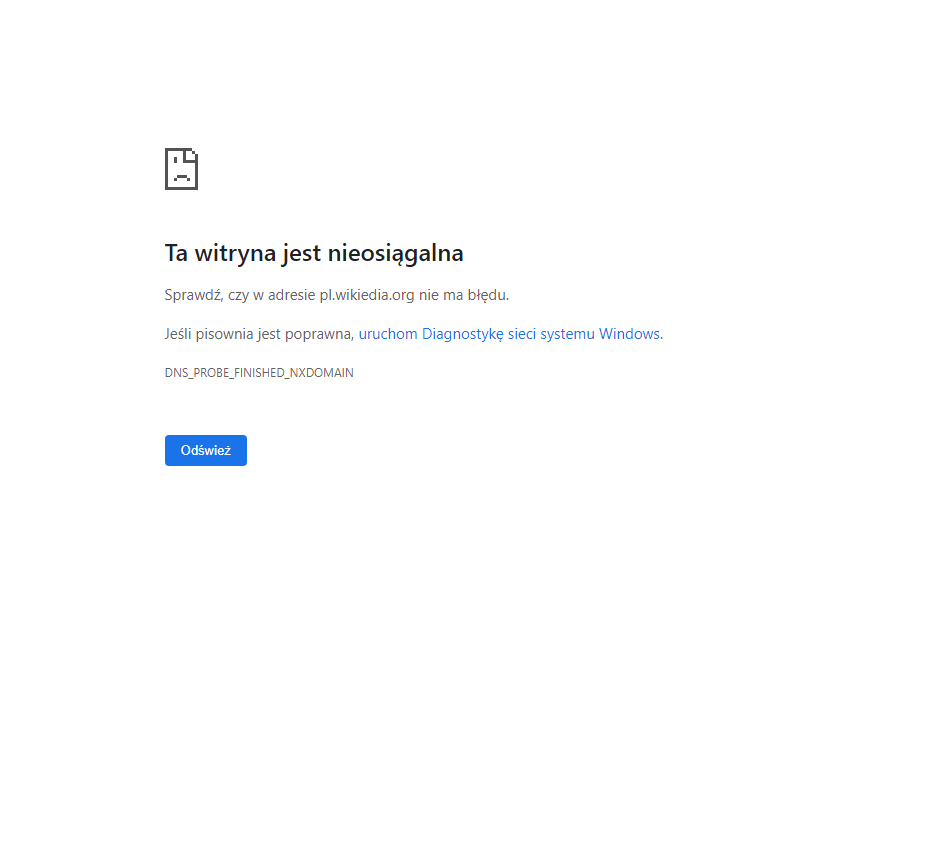 Ta witryna jest nieosiągalna
Sprawdź, czy w adresie pl.wikiedia.org nie ma błędu.
Jeśli pisownia jest poprawna, uruchom Diagnostykę sieci systemu Windows.
DNS_PROBE_FINISHED_NXDOMAIN
Odśwież